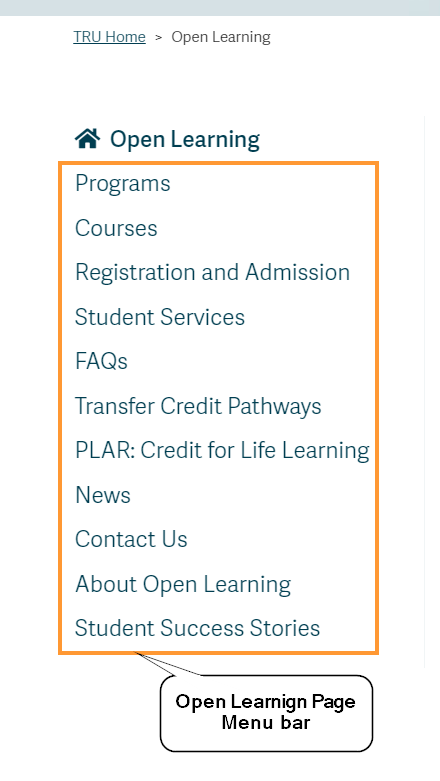 TRU Home > Open Learning
Open Learning
Programs
Courses
Registration and Admission
Student Services
FAQs
Transfer Credit Pathways
PLAR: Credit for Life Learning
News
Contact Us
About Open Learning
Student Success Stories
Open Learnign Page
Menu bar